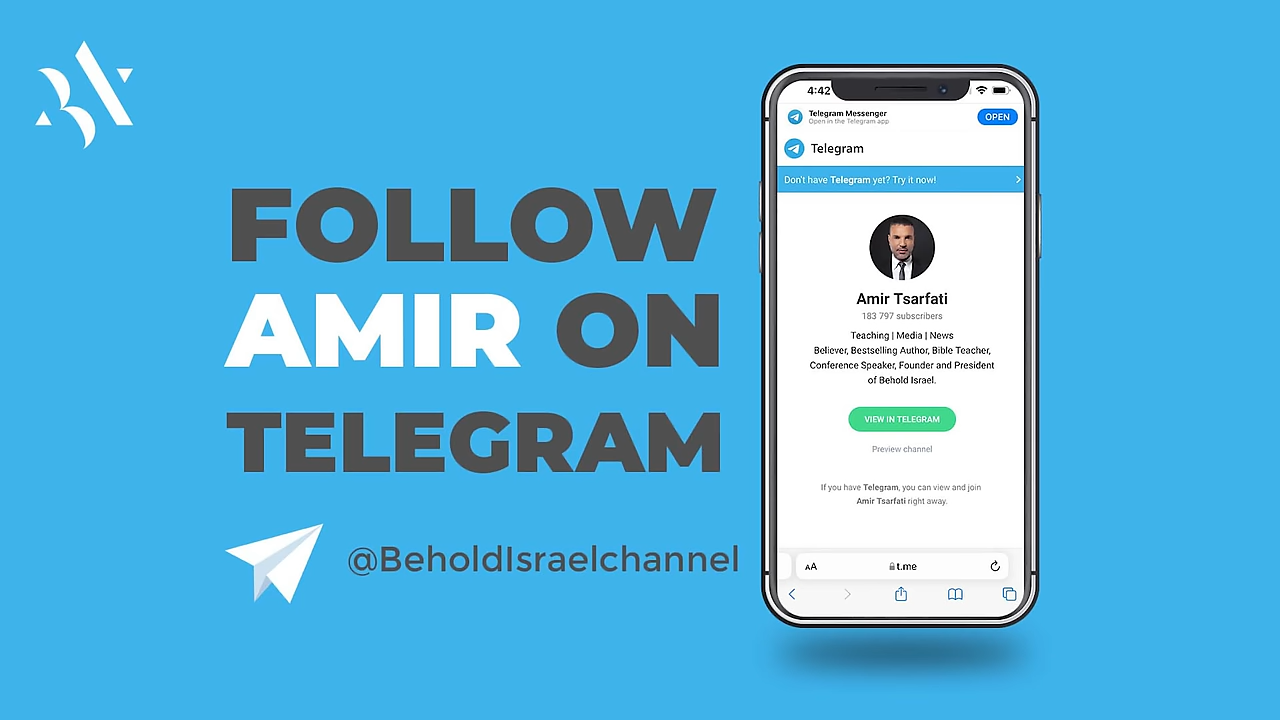 FOLLOW
AMIR ON
TELEGRAM
@BeholdIsraelchannel
4:42
Telegram Messenger
Open in the Telegram app
OPEN
Telegram
Don't have Telegram yet? Try it now!
Amir Tsarfati
183 797 subscribers
Teaching | Media | News
Believer, Bestselling Author, Bible Teacher,
Conference Speaker, Founder and President
of Behold Israel.
VIEW IN TELEGRAM
Preview channel
If you have Telegram, you can view and join
Amir Tsarfati right away.
AA t.me